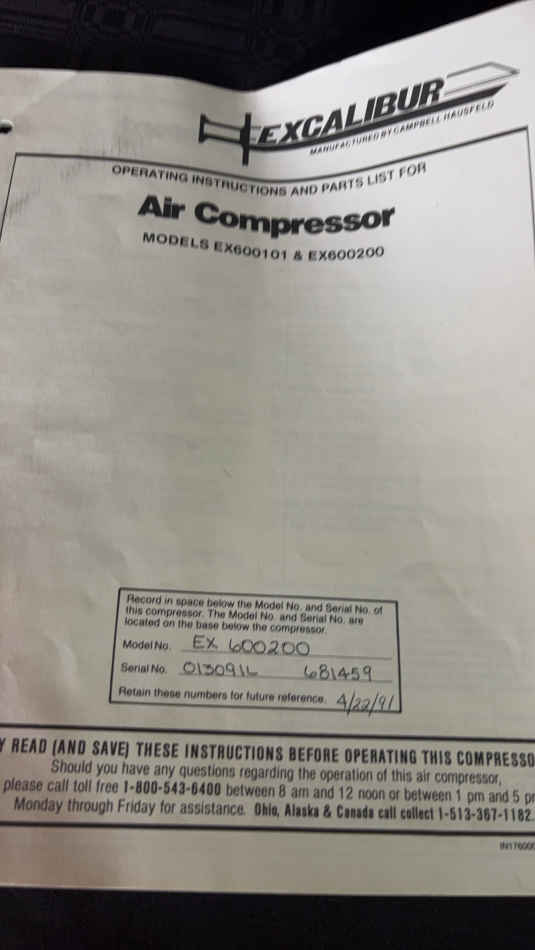 EXCALIBUR
MANUFACTURED BY CAMPBELL HAUSFELD
OPERATING INSTRUCTIONS AND PARTS LIST FOR
Air Compressor
MODELS EX600101 & EX600200
Record in space below the Model No. and Serial No. of
this compressor. The Model No. and Serial No. are
located on the base below the compressor.
Model No. EX 600200
Serial No. 013091L 681459
Retain these numbers for future reference. 4/22/91
Y READ (AND SAVE) THESE INSTRUCTIONS BEFORE OPERATING THIS COMPRESSO
Should you have any questions regarding the operation of this air compressor,
please call toll free 1-800-543-6400 between 8 am and 12 noon or between 1 pm and 5 p
Monday through Friday for assistance. Ohio, Alaska & Canada call collect 1-513-367-1182.